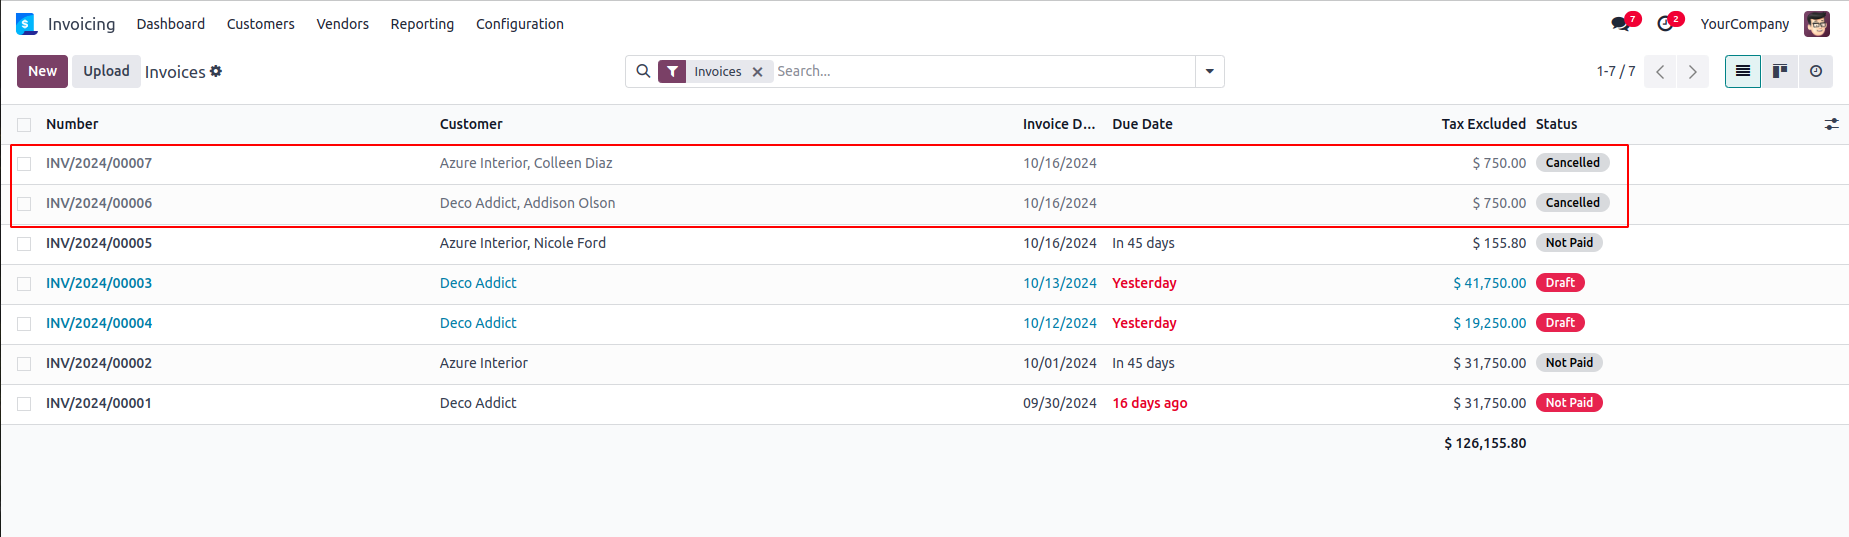 Invoicing Dashboard Customers Vendors Reporting Configuration 7 2 YourCompany
New Upload Invoices Invoices Search... 1-7 / 7
Number Customer Invoice D... Due Date Tax Excluded Status
INV/2024/00007 Azure Interior, Colleen Diaz 10/16/2024 $ 750.00 Cancelled
INV/2024/00006 Deco Addict, Addison Olson 10/16/2024 $ 750.00 Cancelled
INV/2024/00005 Azure Interior, Nicole Ford 10/16/2024 In 45 days $ 155.80 Not Paid
INV/2024/00003 Deco Addict 10/13/2024 Yesterday $ 41,750.00 Draft
INV/2024/00004 Deco Addict 10/12/2024 Yesterday $ 19,250.00 Draft
INV/2024/00002 Azure Interior 10/01/2024 In 45 days $ 31,750.00 Not Paid
INV/2024/00001 Deco Addict 09/30/2024 16 days ago $ 31,750.00 Not Paid
$ 126,155.80